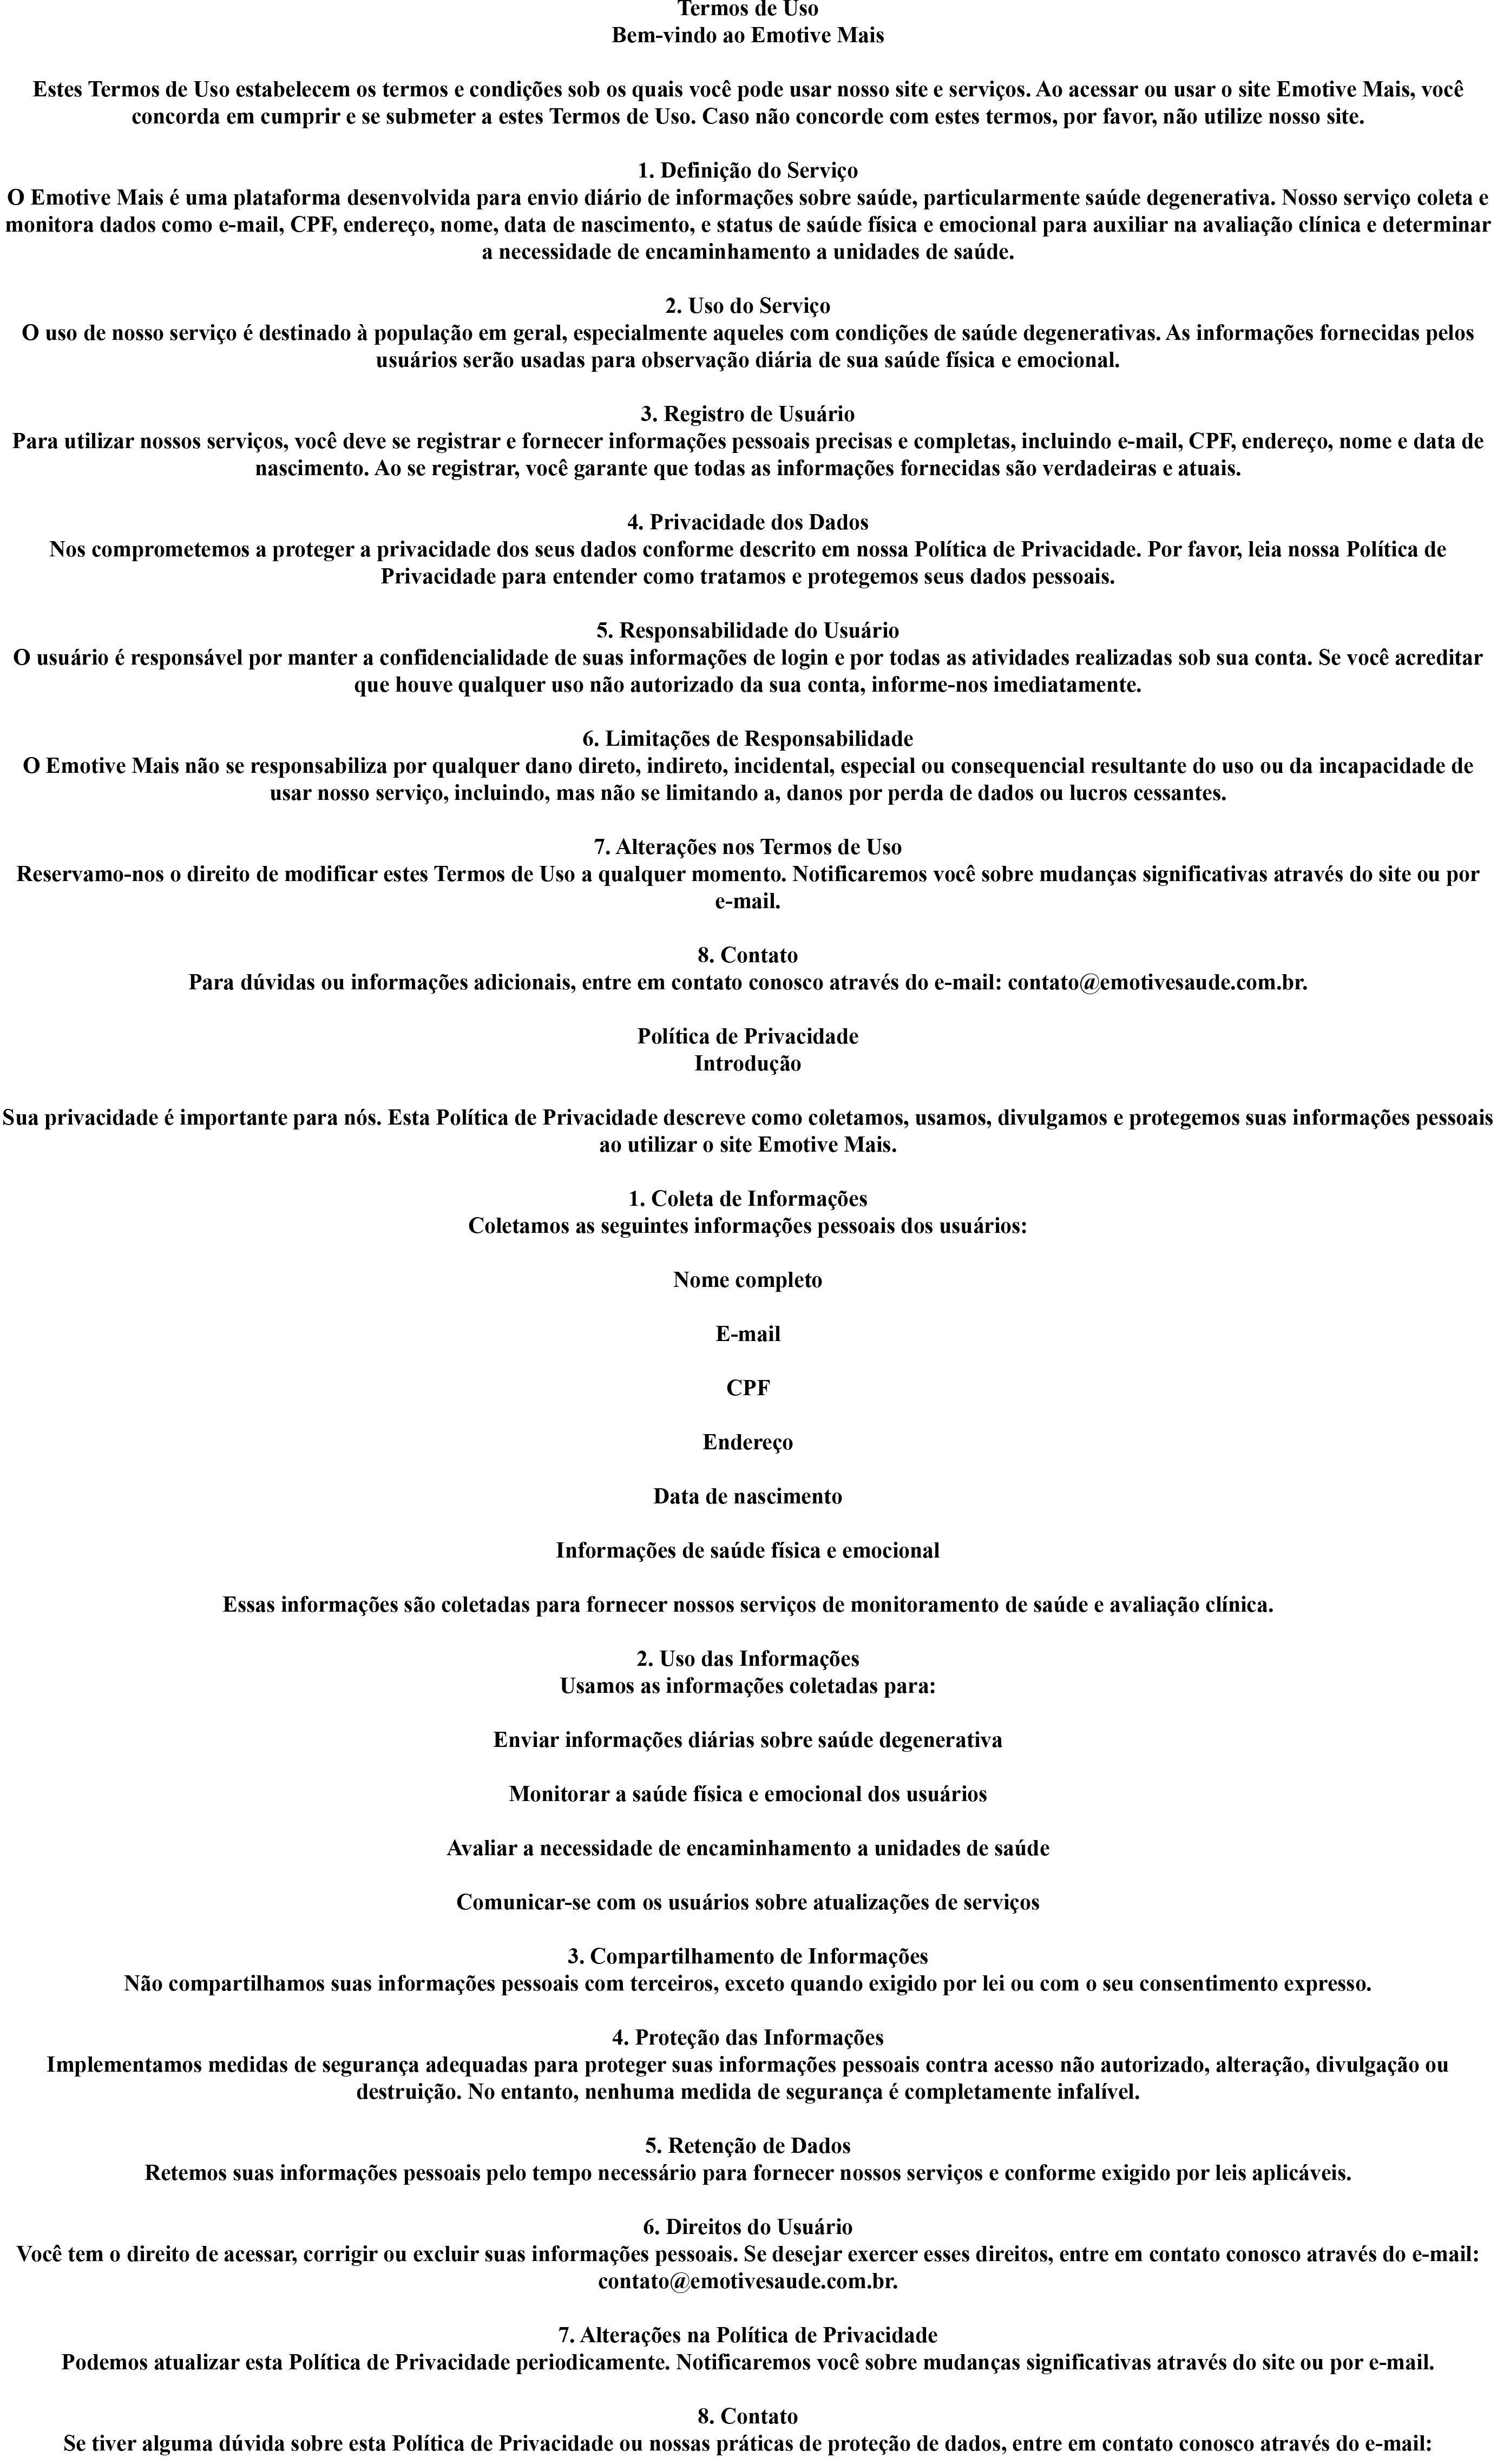 Termos de Uso
Bem-vindo ao Emotive Mais
Estes Termos de Uso estabelecem os termos e condições sob os quais você pode usar nosso site e serviços. Ao acessar ou usar o site Emotive Mais, você
concorda em cumprir e se submeter a estes Termos de Uso. Caso não concorde com estes termos, por favor, não utilize nosso site.
1. Definição do Serviço
O Emotive Mais é uma plataforma desenvolvida para envio diário de informações sobre saúde, particularmente saúde degenerativa. Nosso serviço coleta e
monitora dados como e-mail, CPF, endereço, nome, data de nascimento, e status de saúde física e emocional para auxiliar na avaliação clínica e determinar
a necessidade de encaminhamento a unidades de saúde.
2. Uso do Serviço
O uso de nosso serviço é destinado à população em geral, especialmente aqueles com condições de saúde degenerativas. As informações fornecidas pelos
usuários serão usadas para observação diária de sua saúde física e emocional.
3. Registro de Usuário
Para utilizar nossos serviços, você deve se registrar e fornecer informações pessoais precisas e completas, incluindo e-mail, CPF, endereço, nome e data de
nascimento. Ao se registrar, você garante que todas as informações fornecidas são verdadeiras e atuais.
4. Privacidade dos Dados
Nos comprometemos a proteger a privacidade dos seus dados conforme descrito em nossa Política de Privacidade. Por favor, leia nossa Política de
Privacidade para entender como tratamos e protegemos seus dados pessoais.
5. Responsabilidade do Usuário
O usuário é responsável por manter a confidencialidade de suas informações de login e por todas as atividades realizadas sob sua conta. Se você acreditar
que houve qualquer uso não autorizado da sua conta, informe-nos imediatamente.
6. Limitações de Responsabilidade
O Emotive Mais não se responsabiliza por qualquer dano direto, indireto, incidental, especial ou consequencial resultante do uso ou da incapacidade de
usar nosso serviço, incluindo, mas não se limitando a, danos por perda de dados ou lucros cessantes.
7. Alterações nos Termos de Uso
Reservamo-nos o direito de modificar estes Termos de Uso a qualquer momento. Notificaremos você sobre mudanças significativas através do site ou por
e-mail.
8. Contato
Para dúvidas ou informações adicionais, entre em contato conosco através do e-mail: contato@emotivesaude.com.br.
Política de Privacidade
Introdução
Sua privacidade é importante para nós. Esta Política de Privacidade descreve como coletamos, usamos, divulgamos e protegemos suas informações pessoais
ao utilizar o site Emotive Mais.
1. Coleta de Informações
Coletamos as seguintes informações pessoais dos usuários:
Nome completo
E-mail
CPF
Endereço
Data de nascimento
Informações de saúde física e emocional
Essas informações são coletadas para fornecer nossos serviços de monitoramento de saúde e avaliação clínica.
2. Uso das Informações
Usamos as informações coletadas para:
Enviar informações diárias sobre saúde degenerativa
Monitorar a saúde física e emocional dos usuários
Avaliar a necessidade de encaminhamento a unidades de saúde
Comunicar-se com os usuários sobre atualizações de serviços
3. Compartilhamento de Informações
Não compartilhamos suas informações pessoais com terceiros, exceto quando exigido por lei ou com o seu consentimento expresso.
4. Proteção das Informações
Implementamos medidas de segurança adequadas para proteger suas informações pessoais contra acesso não autorizado, alteração, divulgação ou
destruição. No entanto, nenhuma medida de segurança é completamente infalível.
5. Retenção de Dados
Retemos suas informações pessoais pelo tempo necessário para fornecer nossos serviços e conforme exigido por leis aplicáveis.
6. Direitos do Usuário
Você tem o direito de acessar, corrigir ou excluir suas informações pessoais. Se desejar exercer esses direitos, entre em contato conosco através do e-mail:
contato@emotivesaude.com.br.
7. Alterações na Política de Privacidade
Podemos atualizar esta Política de Privacidade periodicamente. Notificaremos você sobre mudanças significativas através do site ou por e-mail.
8. Contato
Se tiver alguma dúvida sobre esta Política de Privacidade ou nossas práticas de proteção de dados, entre em contato conosco através do e-mail: